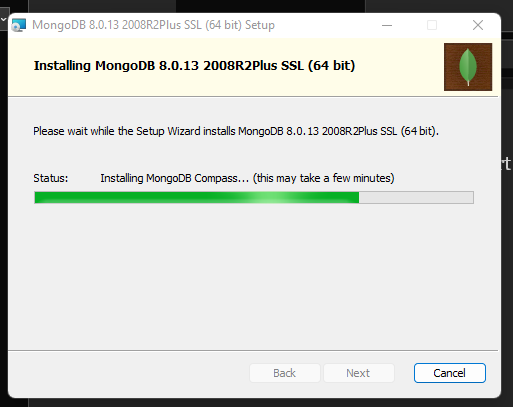 MongoDB 8.0.13 2008R2Plus SSL (64 bit) Setup
Installing MongoDB 8.0.13 2008R2Plus SSL (64 bit)
Please wait while the Setup Wizard installs MongoDB 8.0.13 2008R2Plus SSL (64 bit).
Status: Installing MongoDB Compass... (this may take a few minutes)
Back Next Cancel